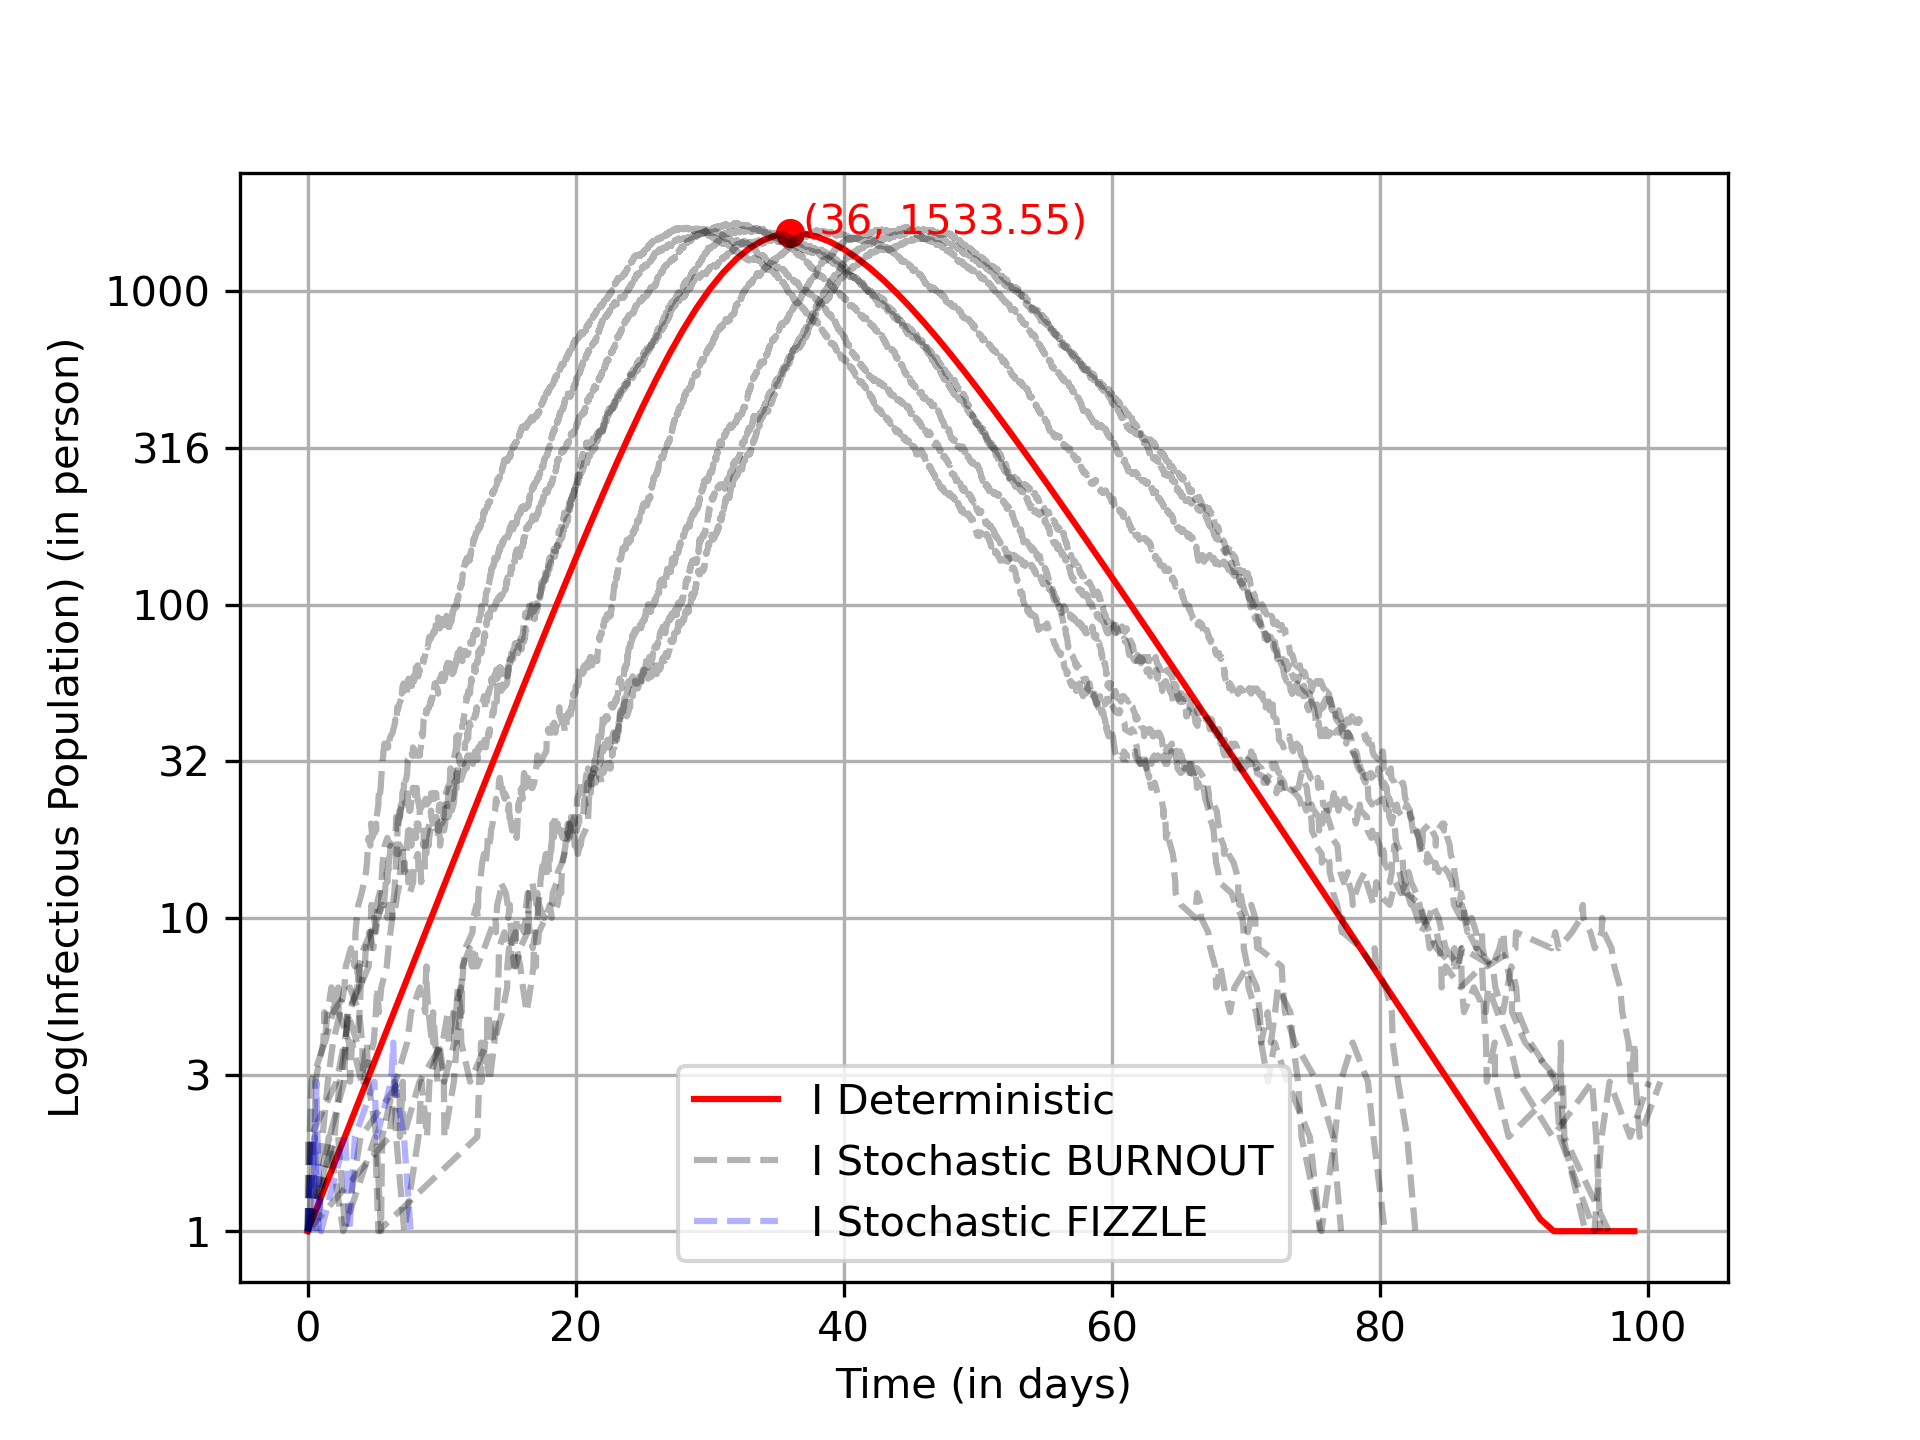 (36, 1533.55)
1000
316
100
32
10
3
1
Log(Infectious Population) (in person)
I Deterministic
I Stochastic BURNOUT
I Stochastic FIZZLE
0 20 40 60 80 100
Time (in days)